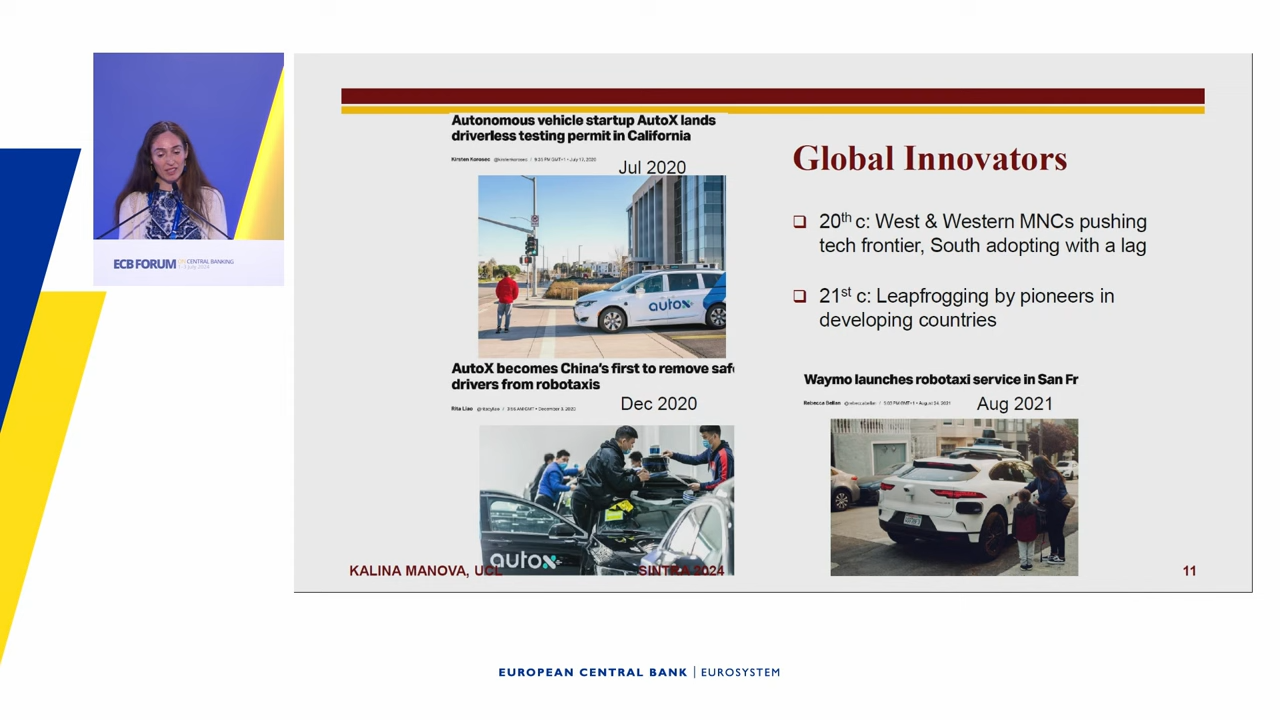 ECB FORUM
CENTRAL BANKING
Autonomous vehicle startup AutoX lands
driverless testing permit in California
Kirsten Korosec
Jul 2020
autox
AutoX becomes China's first to remove saf
drivers from robotaxis
Rita Liao
Dec 2020
autox
Global Innovators
20th c: West & Western MNCs pushing
tech frontier, South adopting with a lag
21st c: Leapfrogging by pioneers in
developing countries
Waymo launches robotaxi service in San Fr
Rebecca Bellan
Aug 2021
KALINA MANOVA, UCL
SINTRA 2024
11
EUROPEAN CENTRAL BANK | EUROSYSTEM